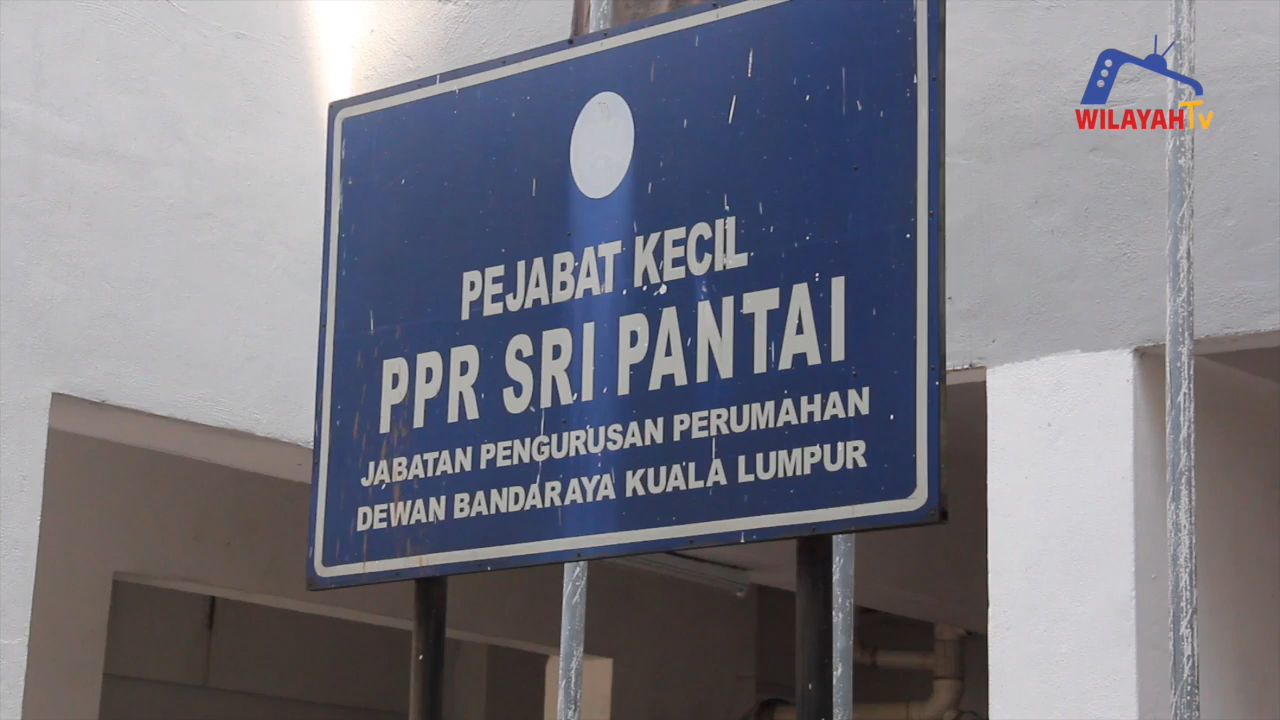 WILAYAHTv
PEJABAT KECIL
PPR SRI PANTAI
JABATAN PENGURUSAN PERUMAHAN
DEWAN BANDARAYA KUALA LUMPUR